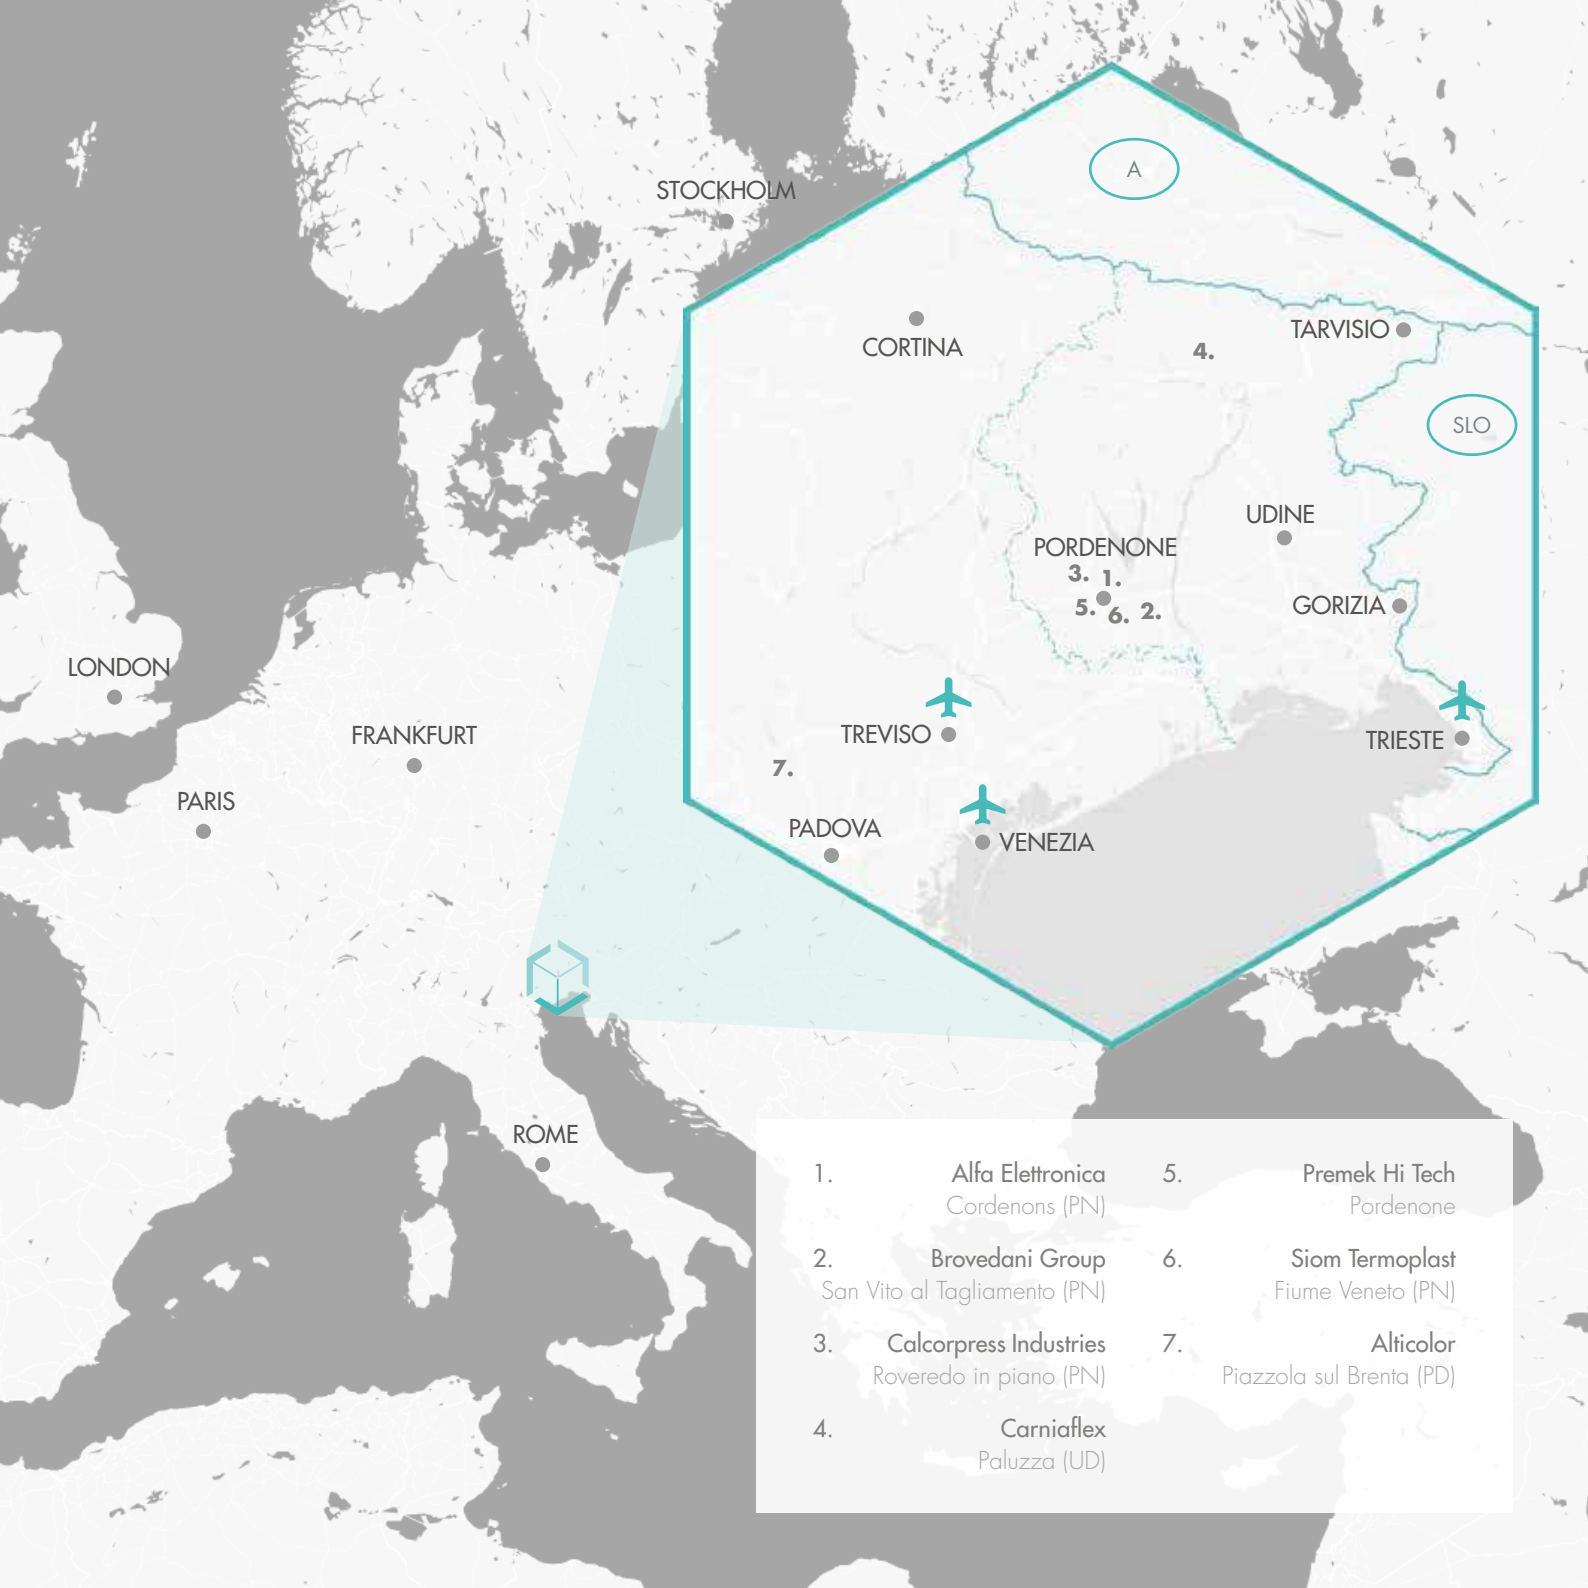 STOCKHOLM
A
TARVISIO
CORTINA
4.
SLO
UDINE
PORDENONE
3. 1.
5. 6. 2.
GORIZIA
LONDON
FRANKFURT
TREVISO
TRIESTE
7.
PARIS
PADOVA
VENEZIA
ROME
1. Alfa Elettronica
Cordenons (PN)
2. Brovedani Group
San Vito al Tagliamento (PN)
3. Calcorpress Industries
Roveredo in piano (PN)
4. Carniaflex
Paluzza (UD)
5. Premek Hi Tech
Pordenone
6. Siom Termoplast
Fiume Veneto (PN)
7. Alticolor
Piazzola sul Brenta (PD)